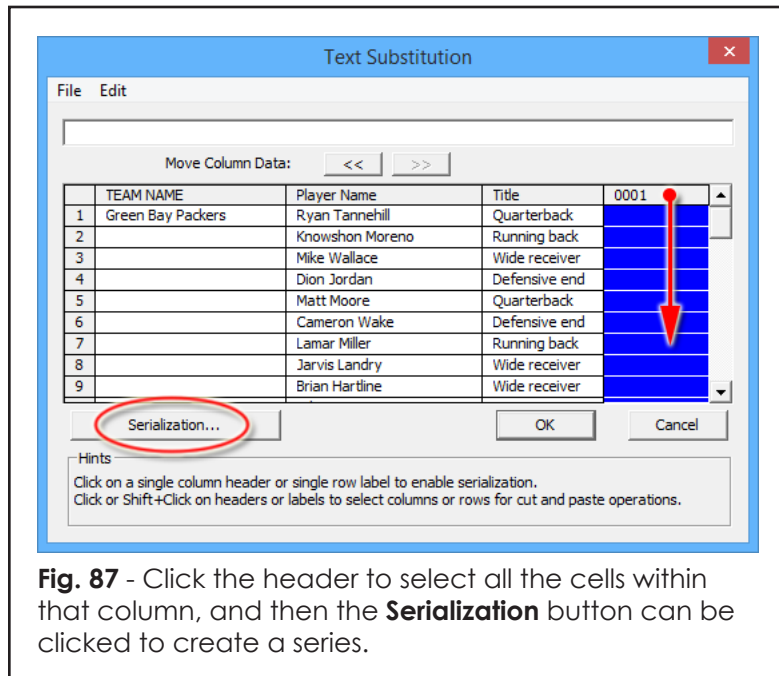 Text Substitution
File Edit
Move Column Data: << >>
TEAM NAME Player Name Title 0001
1 Green Bay Packers Ryan Tannehill Quarterback
2 Knowshon Moreno Running back
3 Mike Wallace Wide receiver
4 Dion Jordan Defensive end
5 Matt Moore Quarterback
6 Cameron Wake Defensive end
7 Lamar Miller Running back
8 Jarvis Landry Wide receiver
9 Brian Hartline Wide receiver
Serialization... OK Cancel
Hints
Click on a single column header or single row label to enable serialization.
Click or Shift+Click on headers or labels to select columns or rows for cut and paste operations.
Fig. 87 - Click the header to select all the cells within
that column, and then the Serialization button can be
clicked to create a series.